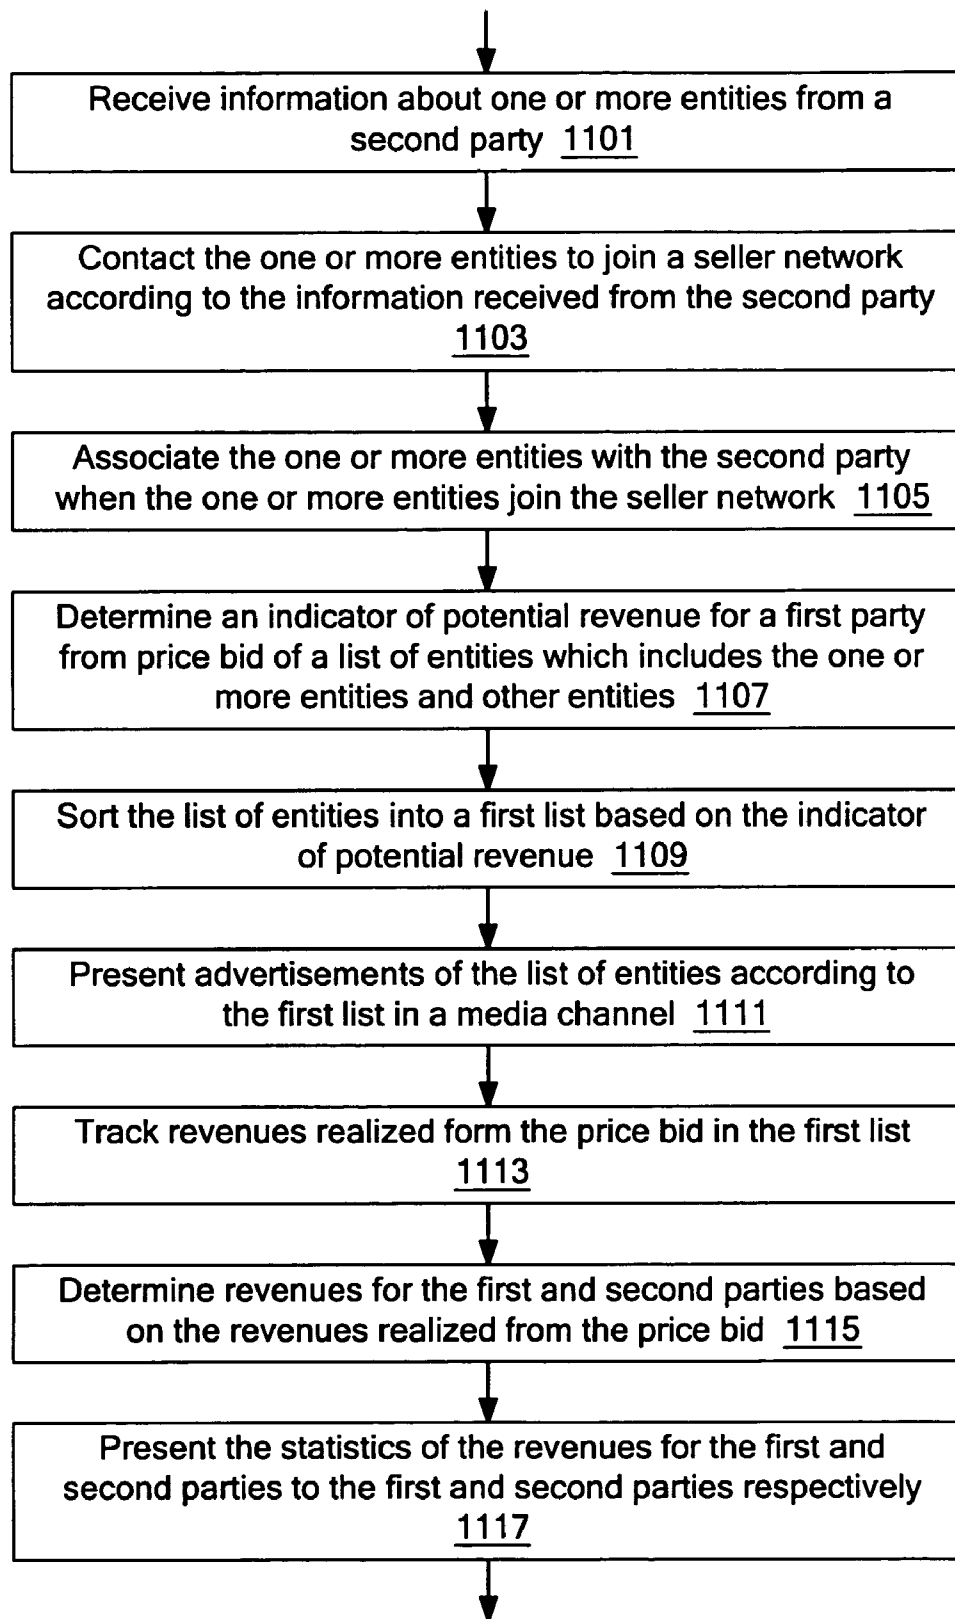 Receive information about one or more entities from a
second party 1101
Contact the one or more entities to join a seller network
according to the information received from the second party
1103
Associate the one or more entities with the second party
when the one or more entities join the seller network 1105
Determine an indicator of potential revenue for a first party
from price bid of a list of entities which includes the one or
more entities and other entities 1107
Sort the list of entities into a first list based on the indicator
of potential revenue 1109
Present advertisements of the list of entities according to
the first list in a media channel 1111
Track revenues realized form the price bid in the first list
1113
Determine revenues for the first and second parties based
on the revenues realized from the price bid 1115
Present the statistics of the revenues for the first and
second parties to the first and second parties respectively
1117